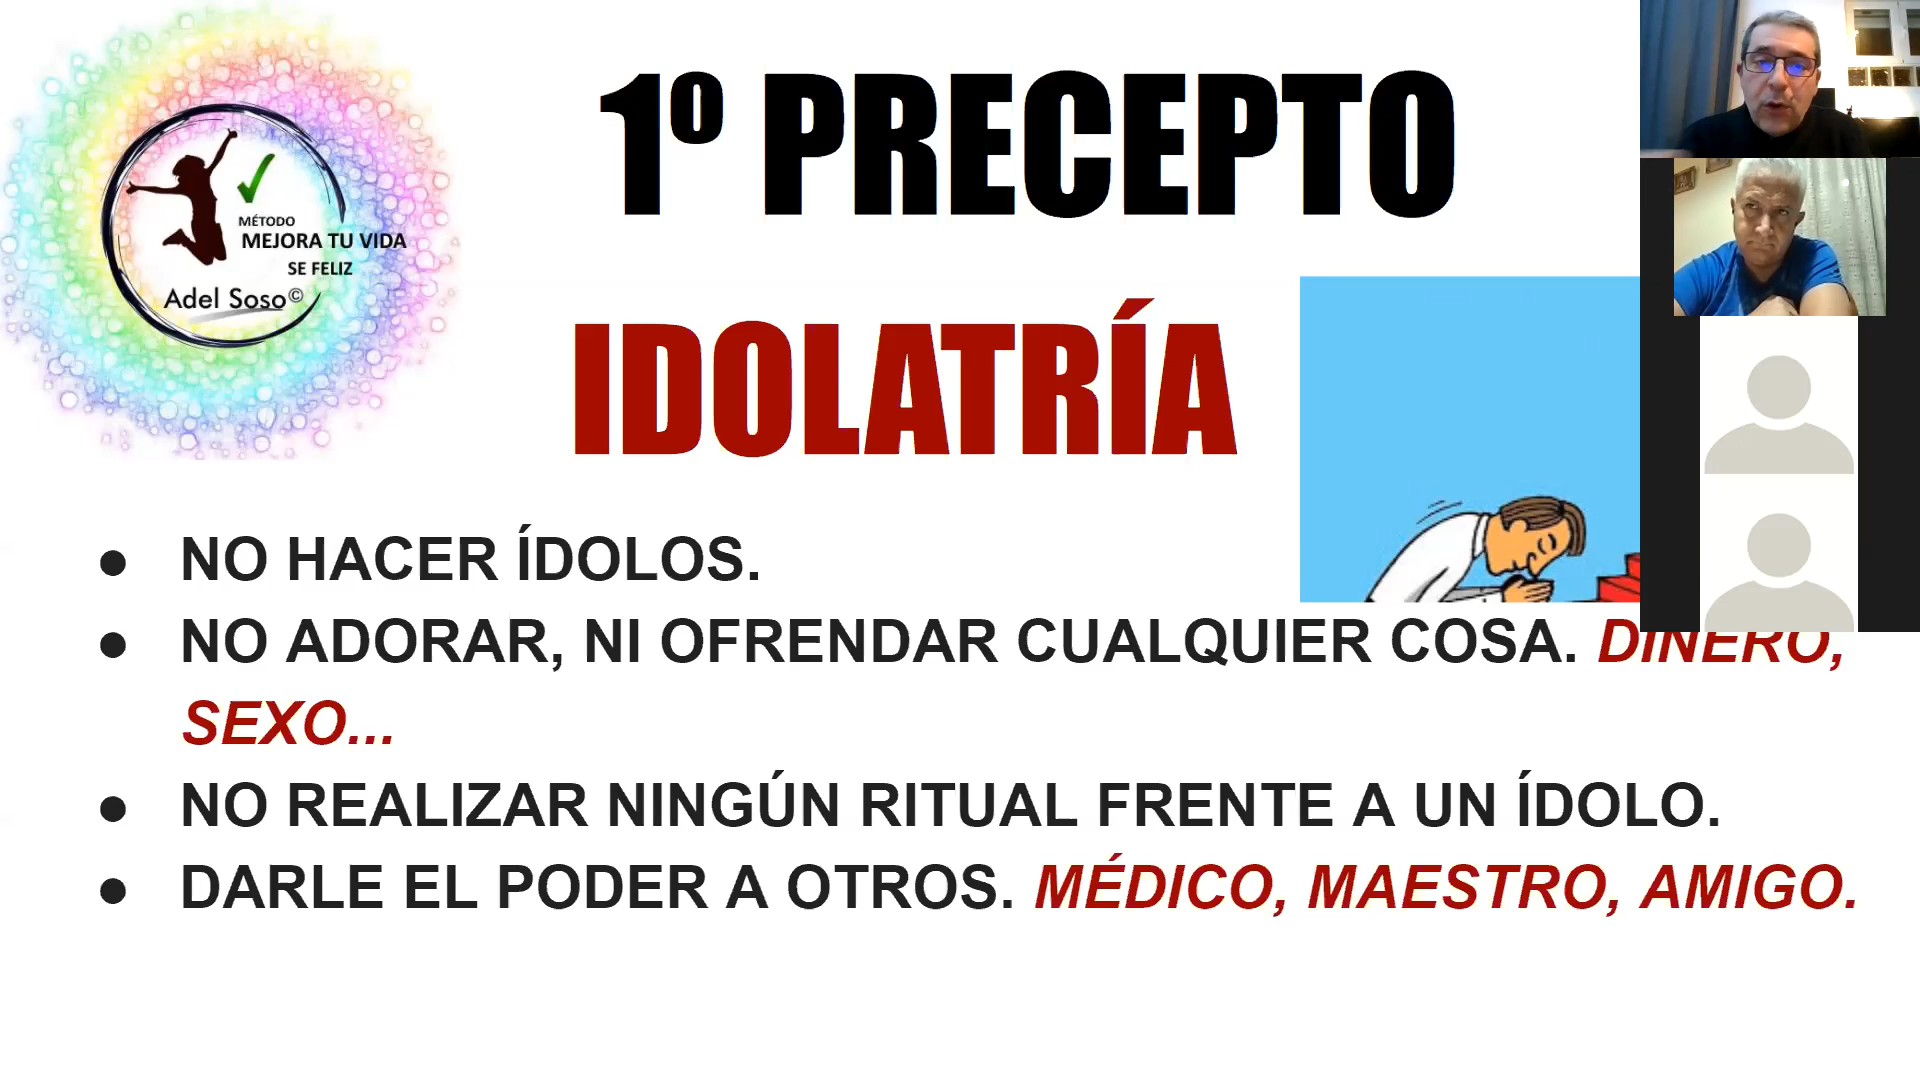 1º PRECEPTO
MÉTODO
MEJORA TU VIDA
SE FELIZ
Adel Soso©
IDOLATRÍA
● NO HACER ÍDOLOS.
● NO ADORAR, NI OFRENDAR CUALQUIER COSA. DINERO,
SEXO...
● NO REALIZAR NINGÚN RITUAL FRENTE A UN ÍDOLO.
● DARLE EL PODER A OTROS. MÉDICO, MAESTRO, AMIGO.